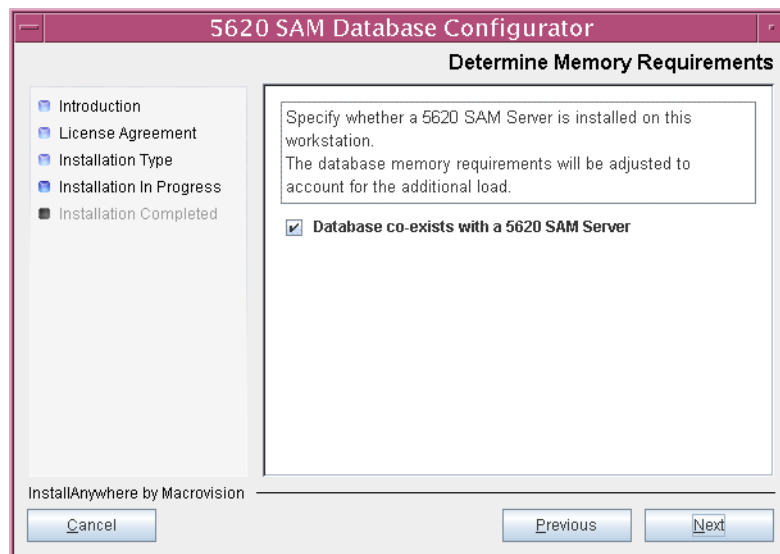 5620 SAM Database Configurator
Determine Memory Requirements
Introduction
License Agreement
Installation Type
Installation In Progress
Installation Completed
Specify whether a 5620 SAM Server is installed on this
workstation.
The database memory requirements will be adjusted to
account for the additional load.
Database co-exists with a 5620 SAM Server
InstallAnywhere by Macrovision
Cancel
Previous
Next